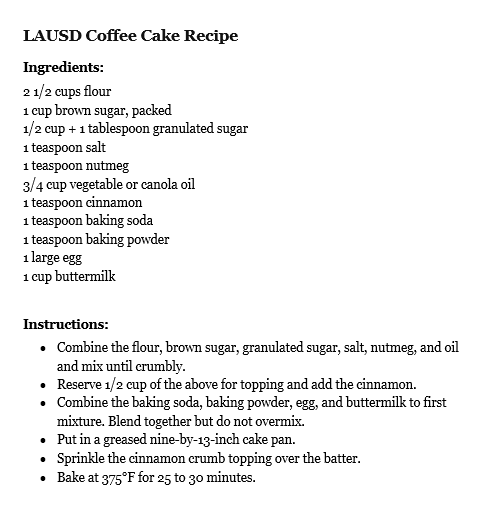 LAUSD Coffee Cake Recipe
Ingredients:
2 1/2 cups flour
1 cup brown sugar, packed
1/2 cup + 1 tablespoon granulated sugar
1 teaspoon salt
1 teaspoon nutmeg
3/4 cup vegetable or canola oil
1 teaspoon cinnamon
1 teaspoon baking soda
1 teaspoon baking powder
1 large egg
1 cup buttermilk
Instructions:
• Combine the flour, brown sugar, granulated sugar, salt, nutmeg, and oil
and mix until crumbly.
• Reserve 1/2 cup of the above for topping and add the cinnamon.
• Combine the baking soda, baking powder, egg, and buttermilk to first
mixture. Blend together but do not overmix.
• Put in a greased nine-by-13-inch cake pan.
• Sprinkle the cinnamon crumb topping over the batter.
• Bake at 375°F for 25 to 30 minutes.